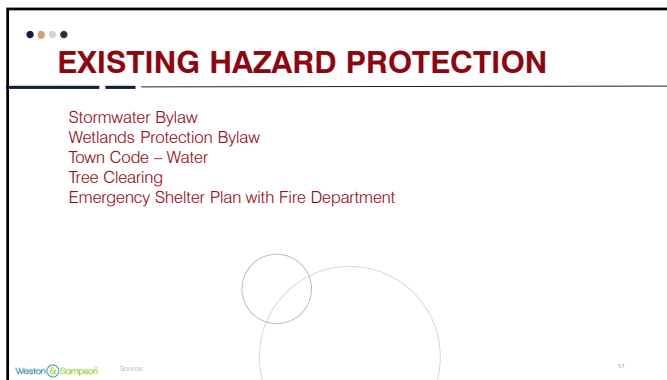 EXISTING HAZARD PROTECTION
Stormwater Bylaw
Wetlands Protection Bylaw
Town Code – Water
Tree Clearing
Emergency Shelter Plan with Fire Department
Weston & Sampson
Source:
57